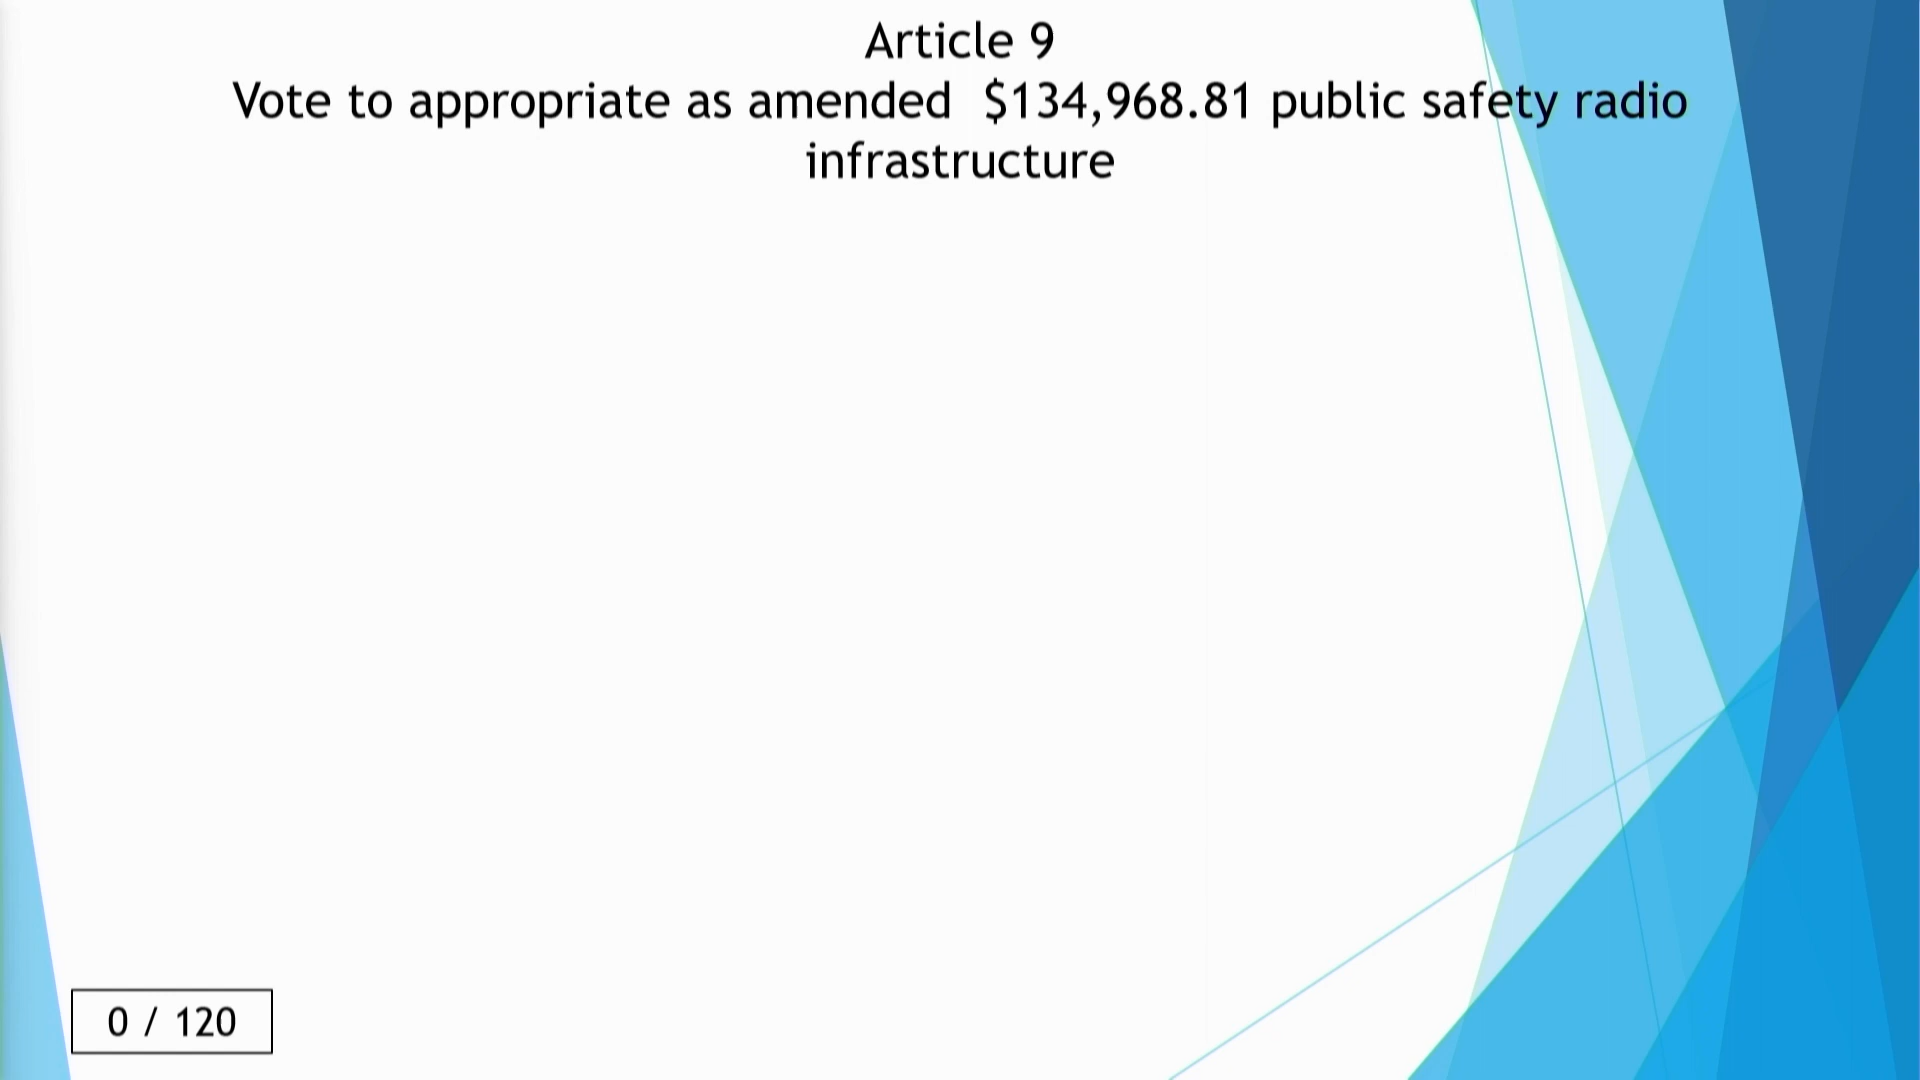 Article 9
Vote to appropriate as amended  $134,968.81 public safety radio
infrastructure
0 / 120